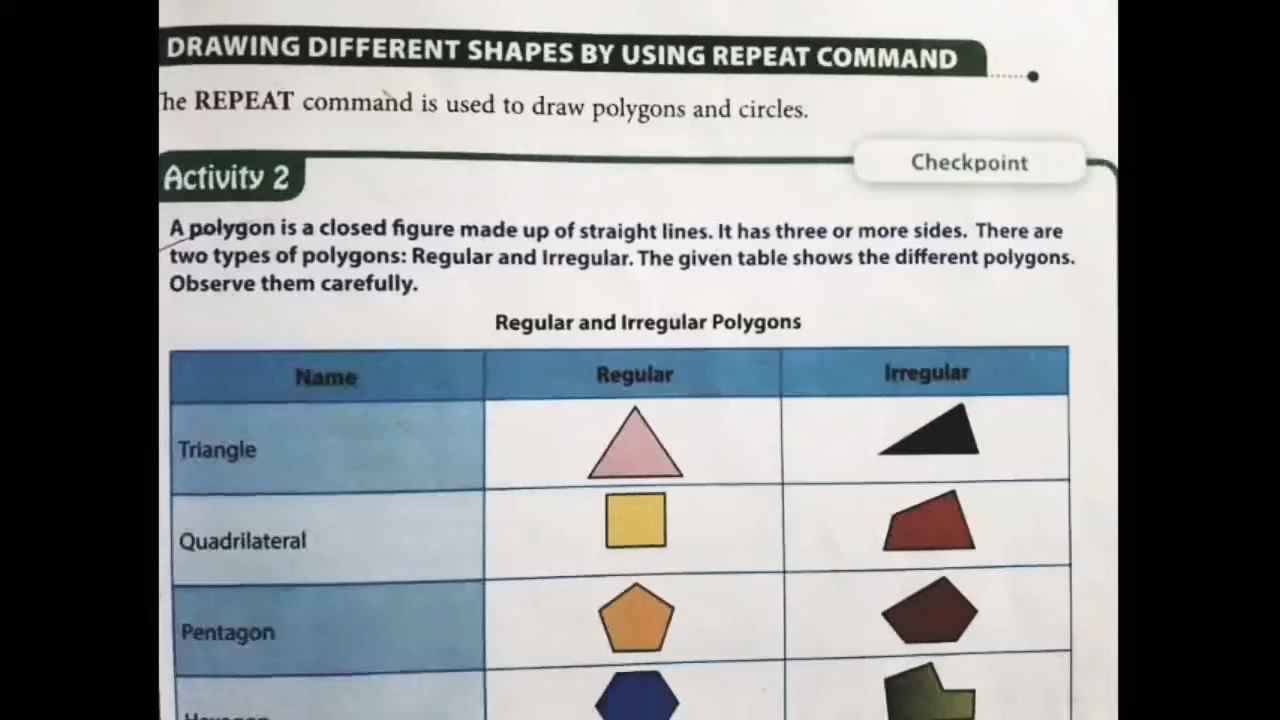 DRAWING DIFFERENT SHAPES BY USING REPEAT COMMAND
he REPEAT command is used to draw polygons and circles.
Checkpoint
Activity 2
A polygon is a closed figure made up of straight lines. It has three or more sides. There are
two types of polygons: Regular and Irregular. The given table shows the different polygons.
Observe them carefully.
Regular and Irregular Polygons
Name Regular Irregular
Triangle
Quadrilateral
Pentagon
Hexagon